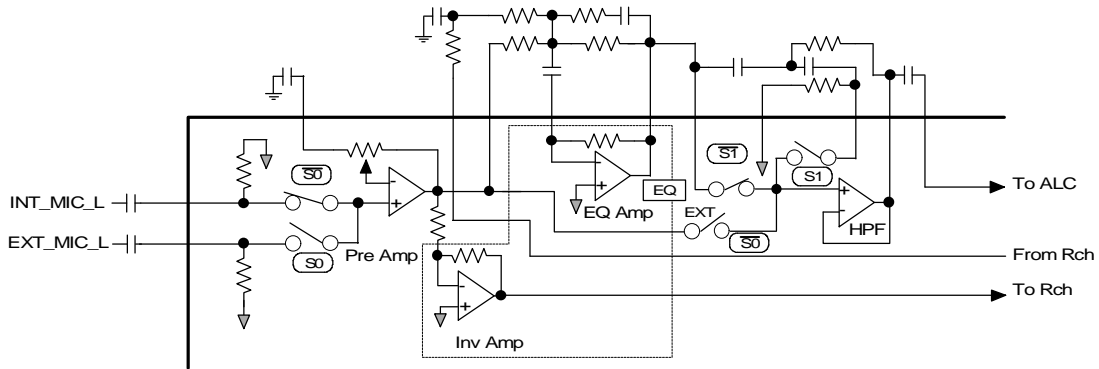 S1
S0
INT_MIC_L
-
+
EQ
EXT
S1
-
+
To ALC
EXT_MIC_L
S0
Pre Amp
-
+
EQ Amp
S0
HPF
From Rch
-
+
To Rch
Inv Amp